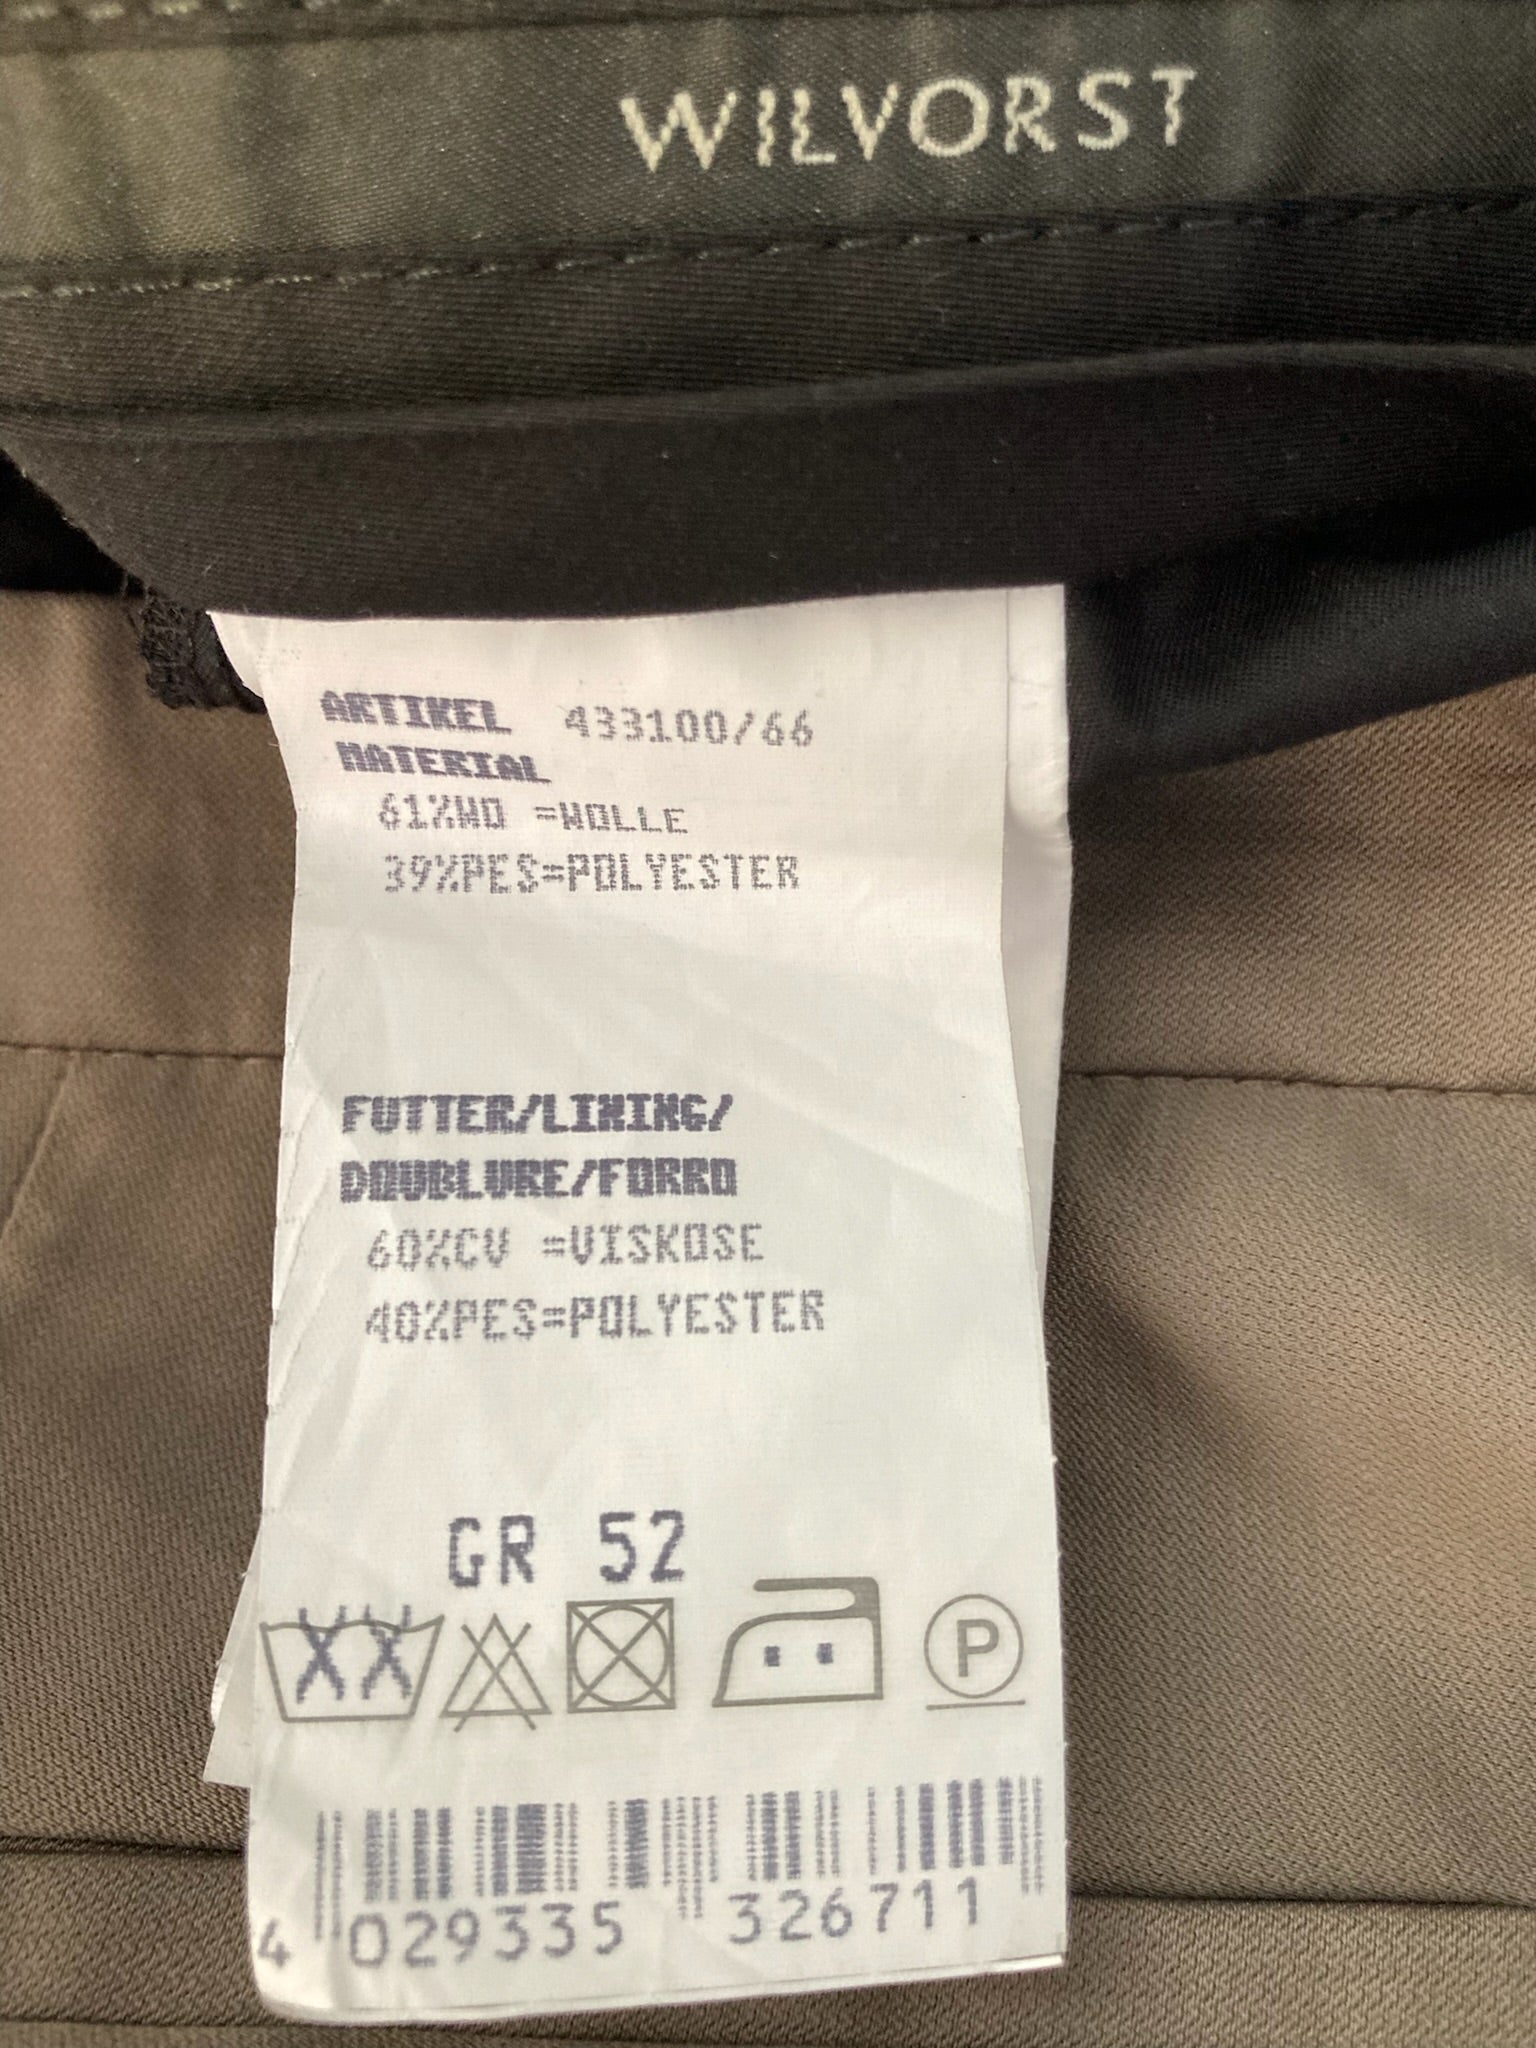 WILVORST
ARTIKEL 433100/66
MATERIAL
61%WO =WOLLE
39%PES=POLYESTER
FUTTER/LINING/
DOUBLURE/FORRO
60%CV =VISKOSE
40%PES=POLYESTER
GR 52
XX
P
4 029335 326711